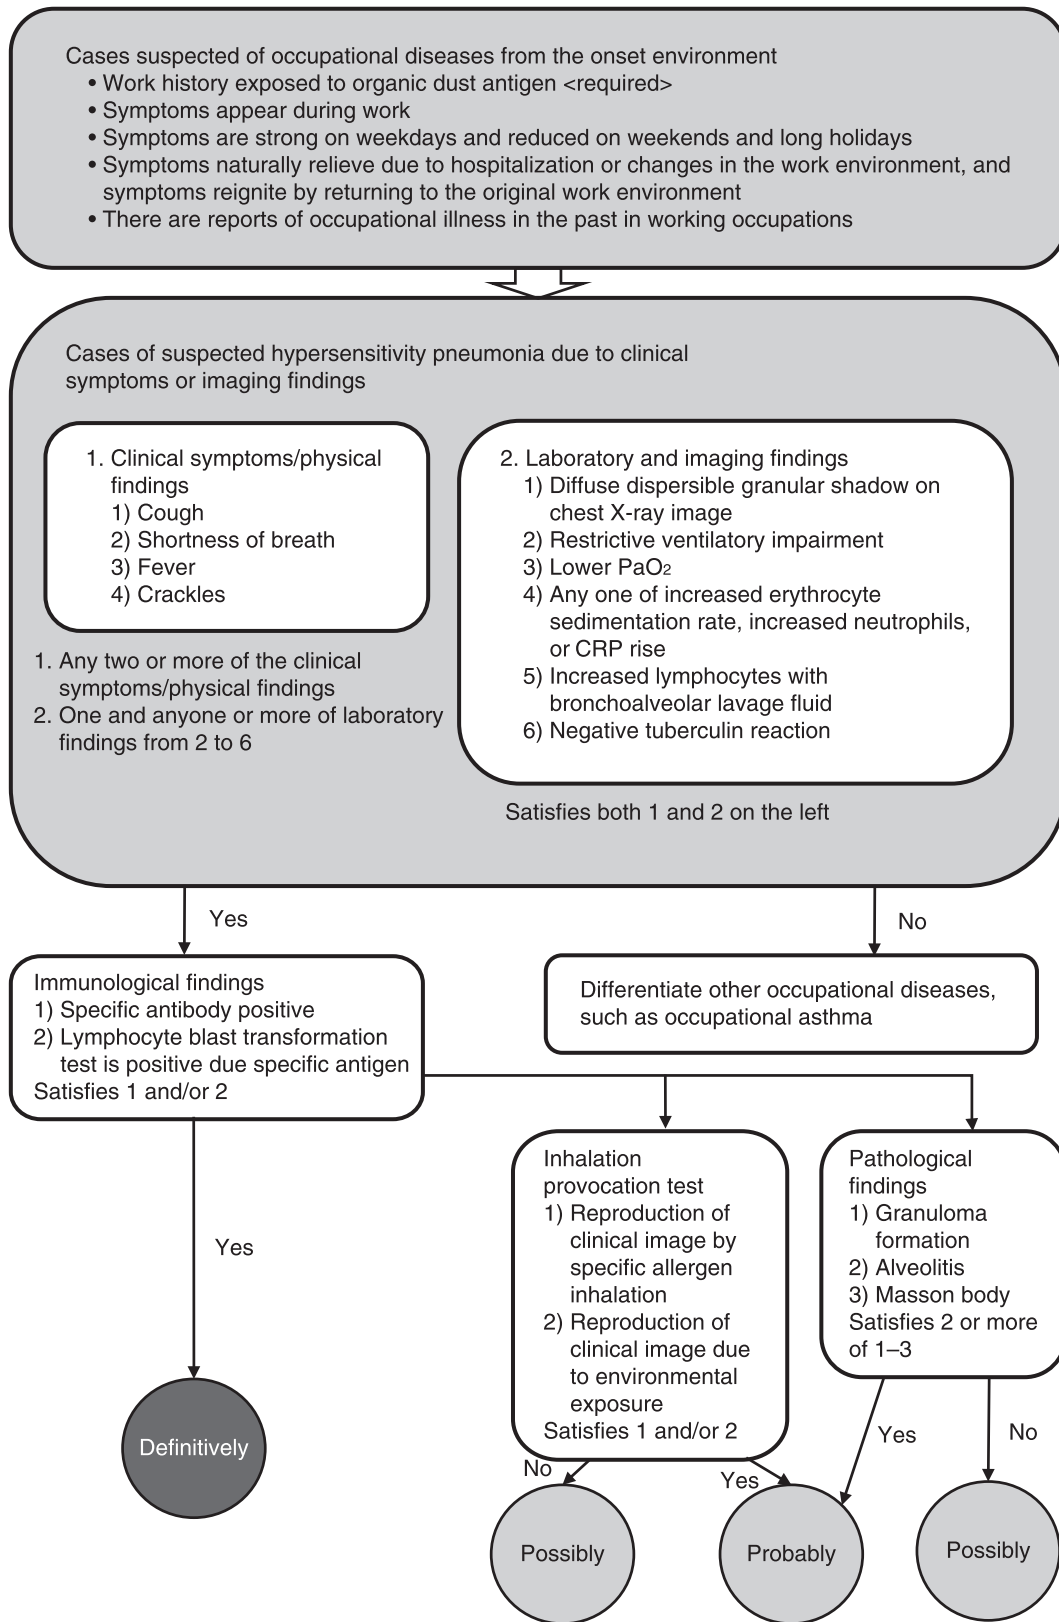 Cases suspected of occupational diseases from the onset environment
• Work history exposed to organic dust antigen <required>
• Symptoms appear during work
• Symptoms are strong on weekdays and reduced on weekends and long holidays
• Symptoms naturally relieve due to hospitalization or changes in the work environment, and
symptoms reignite by returning to the original work environment
• There are reports of occupational illness in the past in working occupations
Cases of suspected hypersensitivity pneumonia due to clinical
symptoms or imaging findings
1. Clinical symptoms/physical
findings
1) Cough
2) Shortness of breath
3) Fever
4) Crackles
1. Any two or more of the clinical
symptoms/physical findings
2. One and anyone or more of laboratory
findings from 2 to 6
2. Laboratory and imaging findings
1) Diffuse dispersible granular shadow on
chest X-ray image
2) Restrictive ventilatory impairment
3) Lower PaO2
4) Any one of increased erythrocyte
sedimentation rate, increased neutrophils,
or CRP rise
5) Increased lymphocytes with
bronchoalveolar lavage fluid
6) Negative tuberculin reaction
Satisfies both 1 and 2 on the left
Yes
No
Immunological findings
1) Specific antibody positive
2) Lymphocyte blast transformation
test is positive due specific antigen
Satisfies 1 and/or 2
Differentiate other occupational diseases,
such as occupational asthma
Yes
Inhalation
provocation test
1) Reproduction of
clinical image by
specific allergen
inhalation
2) Reproduction of
clinical image due
to environmental
exposure
Satisfies 1 and/or 2
Pathological
findings
1) Granuloma
formation
2) Alveolitis
3) Masson body
Satisfies 2 or more
of 1–3
No
Yes
Yes
No
Definitively
Possibly
Probably
Possibly